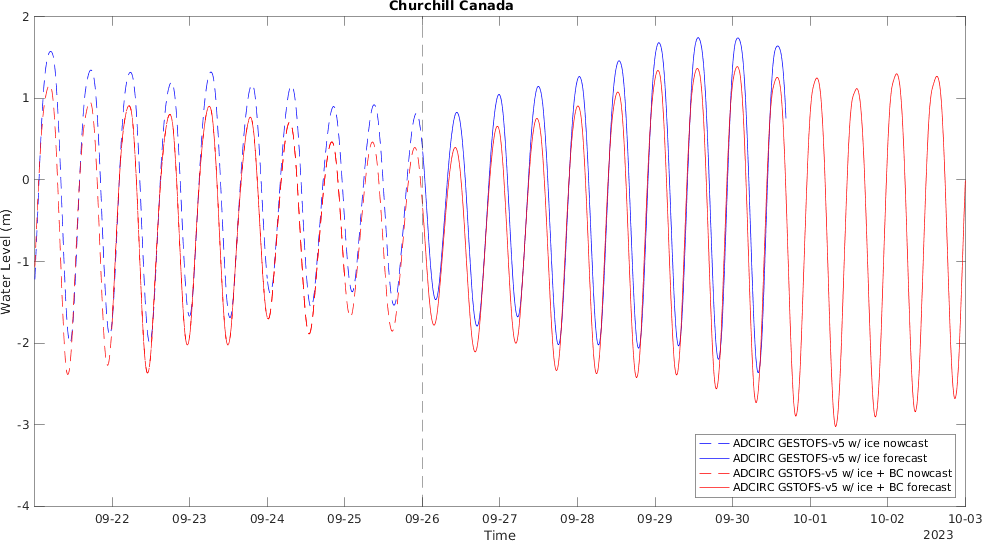 Churchill Canada
2
1
0
-1
-2
-3
-4
Water Level (m)
ADCIRC GESTOFS-v5 w/ ice nowcast
ADCIRC GESTOFS-v5 w/ ice forecast
ADCIRC GSTOFS-v5 w/ ice + BC nowcast
ADCIRC GSTOFS-v5 w/ ice + BC forecast
09-22 09-23 09-24 09-25 09-26 09-27 09-28 09-29 09-30 10-01 10-02 10-03
Time 2023